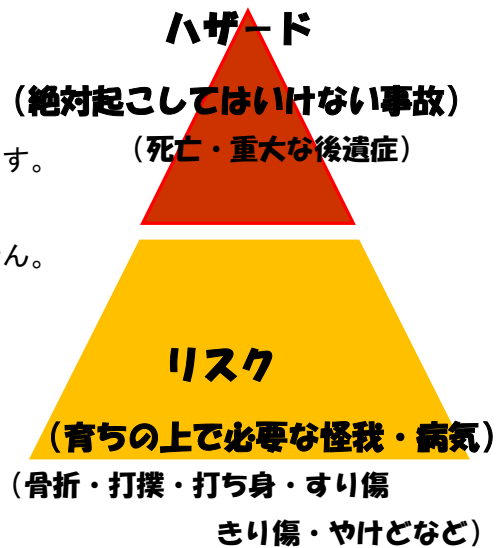 ハザード
（絶対起こしてはいけない事故）
（死亡・重大な後遺症）
す。
ん。
リスク
（育ちの上で必要な怪我・病気）
（骨折・打撲・打ち身・すり傷
きり傷・やけどなど）